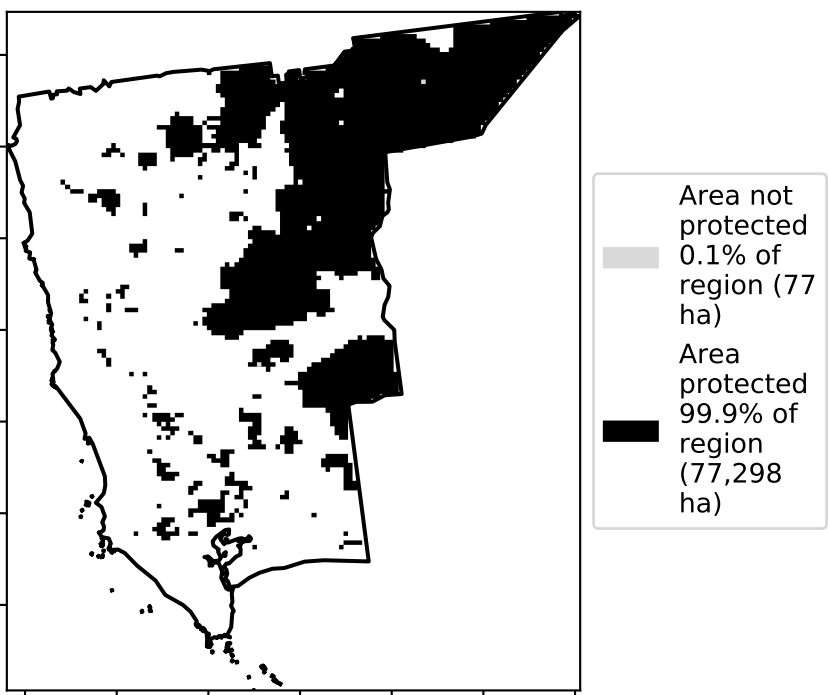 Area not
protected
0.1% of
region (77
ha)
Area
protected
99.9% of
region
(77,298
ha)